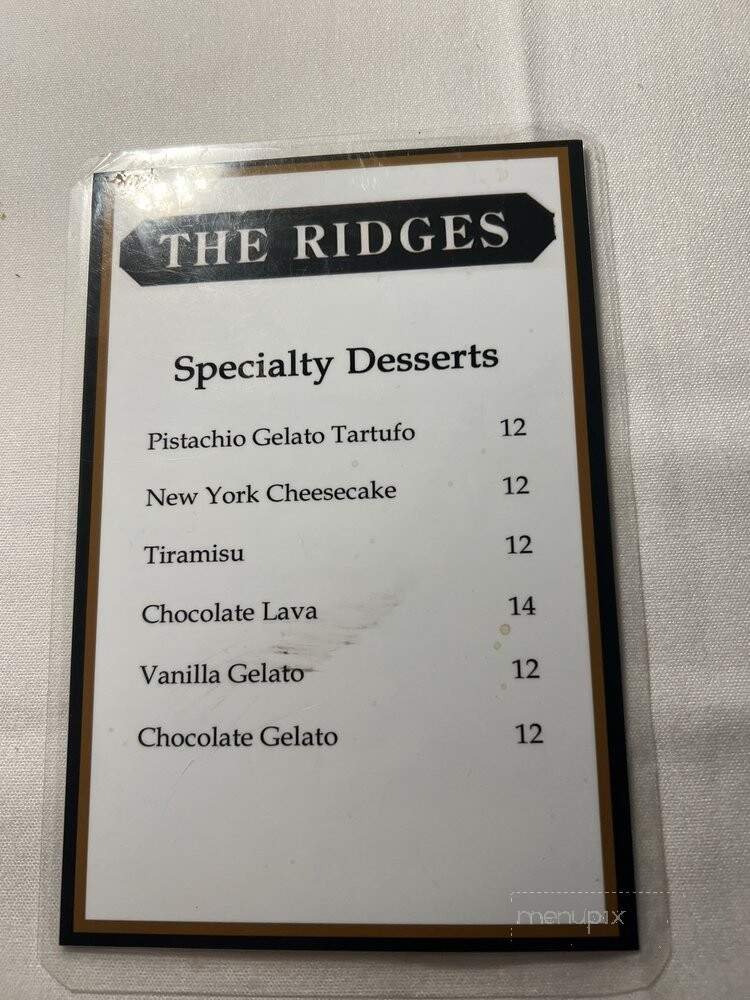 THE RIDGES
Specialty Desserts
Pistachio Gelato Tartufo 12
New York Cheesecake 12
Tiramisu 12
Chocolate Lava 14
Vanilla Gelato 12
Chocolate Gelato 12
menupix